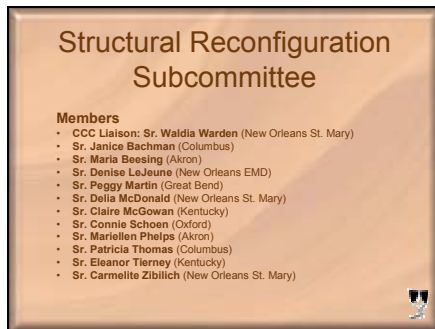 Structural Reconfiguration
Subcommittee
Members
• CCC Liaison: Sr. Waldia Warden (New Orleans St. Mary)
• Sr. Janice Bachman (Columbus)
• Sr. Maria Beesing (Akron)
• Sr. Denise LeJeune (New Orleans EMD)
• Sr. Peggy Martin (Great Bend)
• Sr. Delia McDonald (New Orleans St. Mary)
• Sr. Claire McGowan (Kentucky)
• Sr. Connie Schoen (Oxford)
• Sr. Mariellen Phelps (Akron)
• Sr. Patricia Thomas (Columbus)
• Sr. Eleanor Tierney (Kentucky)
• Sr. Carmelite Zibilich (New Orleans St. Mary)